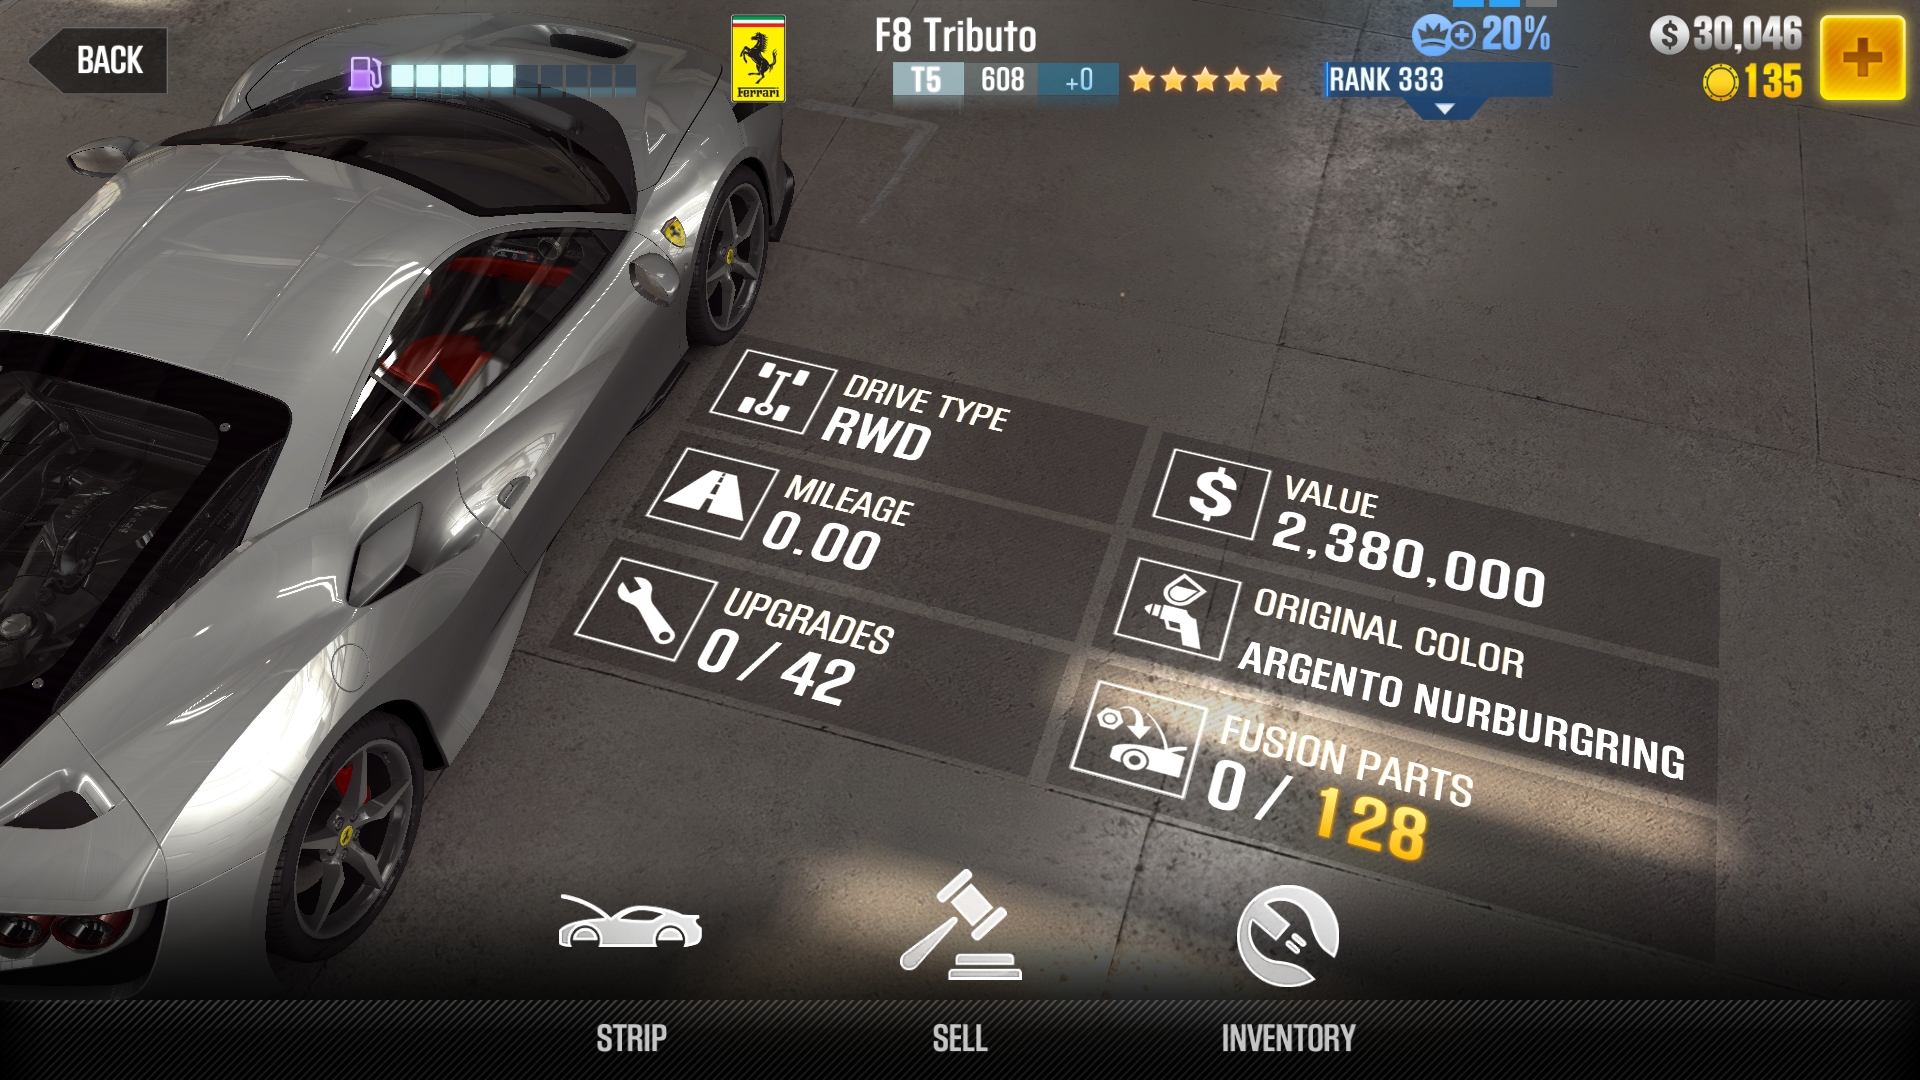 BACK
Ferrari
F8 Tributo
T5 608 +0
20%
RANK 333
$ 30,046
135
DRIVE TYPE
RWD
MILEAGE
0.00
UPGRADES
0 / 42
$ VALUE
2,380,000
ORIGINAL COLOR
ARGENTO NURBURGRING
FUSION PARTS
0 / 128
STRIP
SELL
INVENTORY